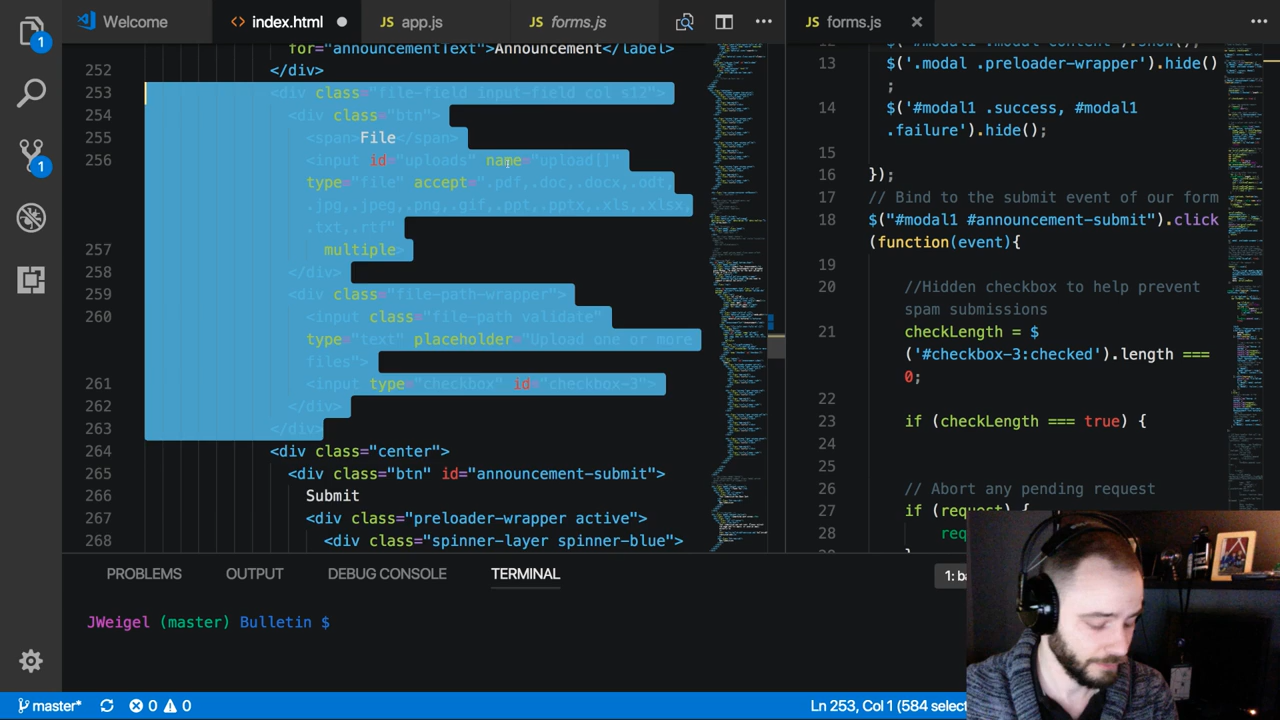 Welcome
index.html
JS app.js
JS forms.js
JS forms.js
1
1
for="announcementText">Announcement</label>
252 </div>
253 <div class="file-field input-field col s12">
254 <div class="btn">
255 <span>File</span>
256 <input id="uploads" name="upload[]"
type="file" accept=".pdf,.doc,.docx,.odt,
.jpg,.jpeg,.png,.gif,.ppt,.pptx,.xls,.xlsx,
.txt,.rtf"
257 multiple>
258 </div>
259 <div class="file-path-wrapper">
260 <input class="file-path validate"
type="text" placeholder="Upload one or more
files">
261 <input type="checkbox" id="checkbox-3">
262 </div>
263 </div>
264 <div class="center">
265 <div class="btn" id="announcement-submit">
266 Submit
267 <div class="preloader-wrapper active">
268 <div class="spinner-layer spinner-blue">
13 $('.modal .preloader-wrapper').hide()
;
14 $('#modal1 .success, #modal1
.failure').hide();
15
16 });
17 // Bind to the submit event of our form
18 $("#modal1 #announcement-submit").click
(function(event){
19
20 //Hidden checkbox to help prevent
spam submissions
21 checkLength = $
('#checkbox-3:checked').length ===
0;
22
23 if (checkLength === true) {
24
25
26 // Abort any pending request
27 if (request) {
28 req
PROBLEMS
OUTPUT
DEBUG CONSOLE
TERMINAL
1: ba
JWeigel (master) Bulletin $
master*
0
0
Ln 253, Col 1 (584 select